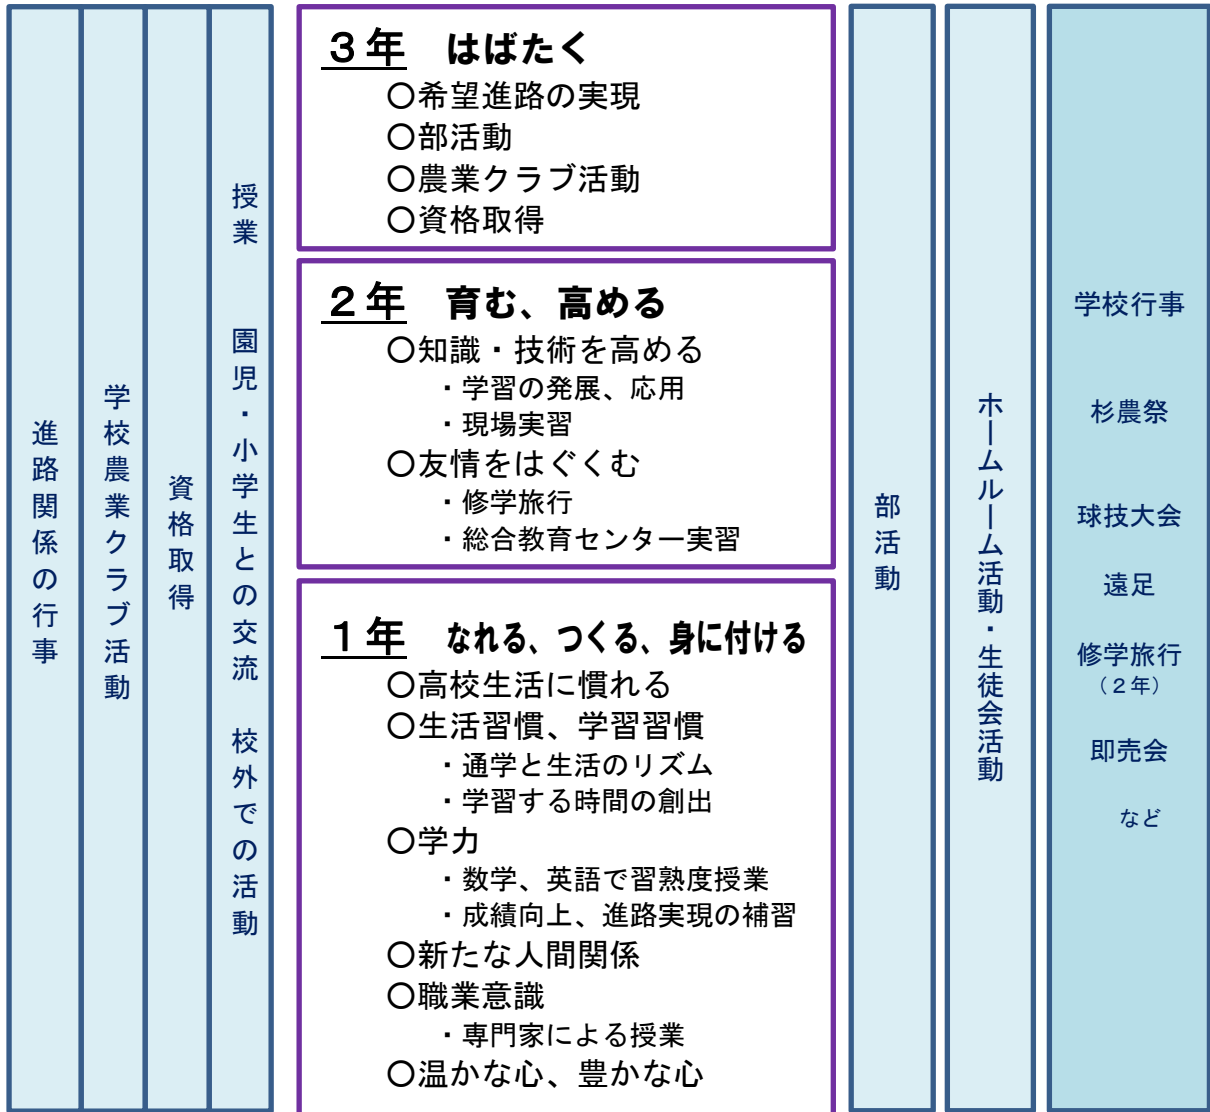 進路関係の行事
学校農業クラブ活動
資格取得
授業　園児・小学生との交流　校外での活動
３年　はばたく
〇希望進路の実現
〇部活動
〇農業クラブ活動
〇資格取得
２年　育む、高める
〇知識・技術を高める
・学習の発展、応用
・現場実習
〇友情をはぐくむ
・修学旅行
・総合教育センター実習
１年　なれる、つくる、身に付ける
〇高校生活に慣れる
〇生活習慣、学習習慣
・通学と生活のリズム
・学習する時間の創出
〇学力
・数学、英語で習熟度授業
・成績向上、進路実現の補習
〇新たな人間関係
〇職業意識
・専門家による授業
〇温かな心、豊かな心
部活動
ホームルーム活動・生徒会活動
学校行事
杉農祭
球技大会
遠足
修学旅行
（２年）
即売会
など